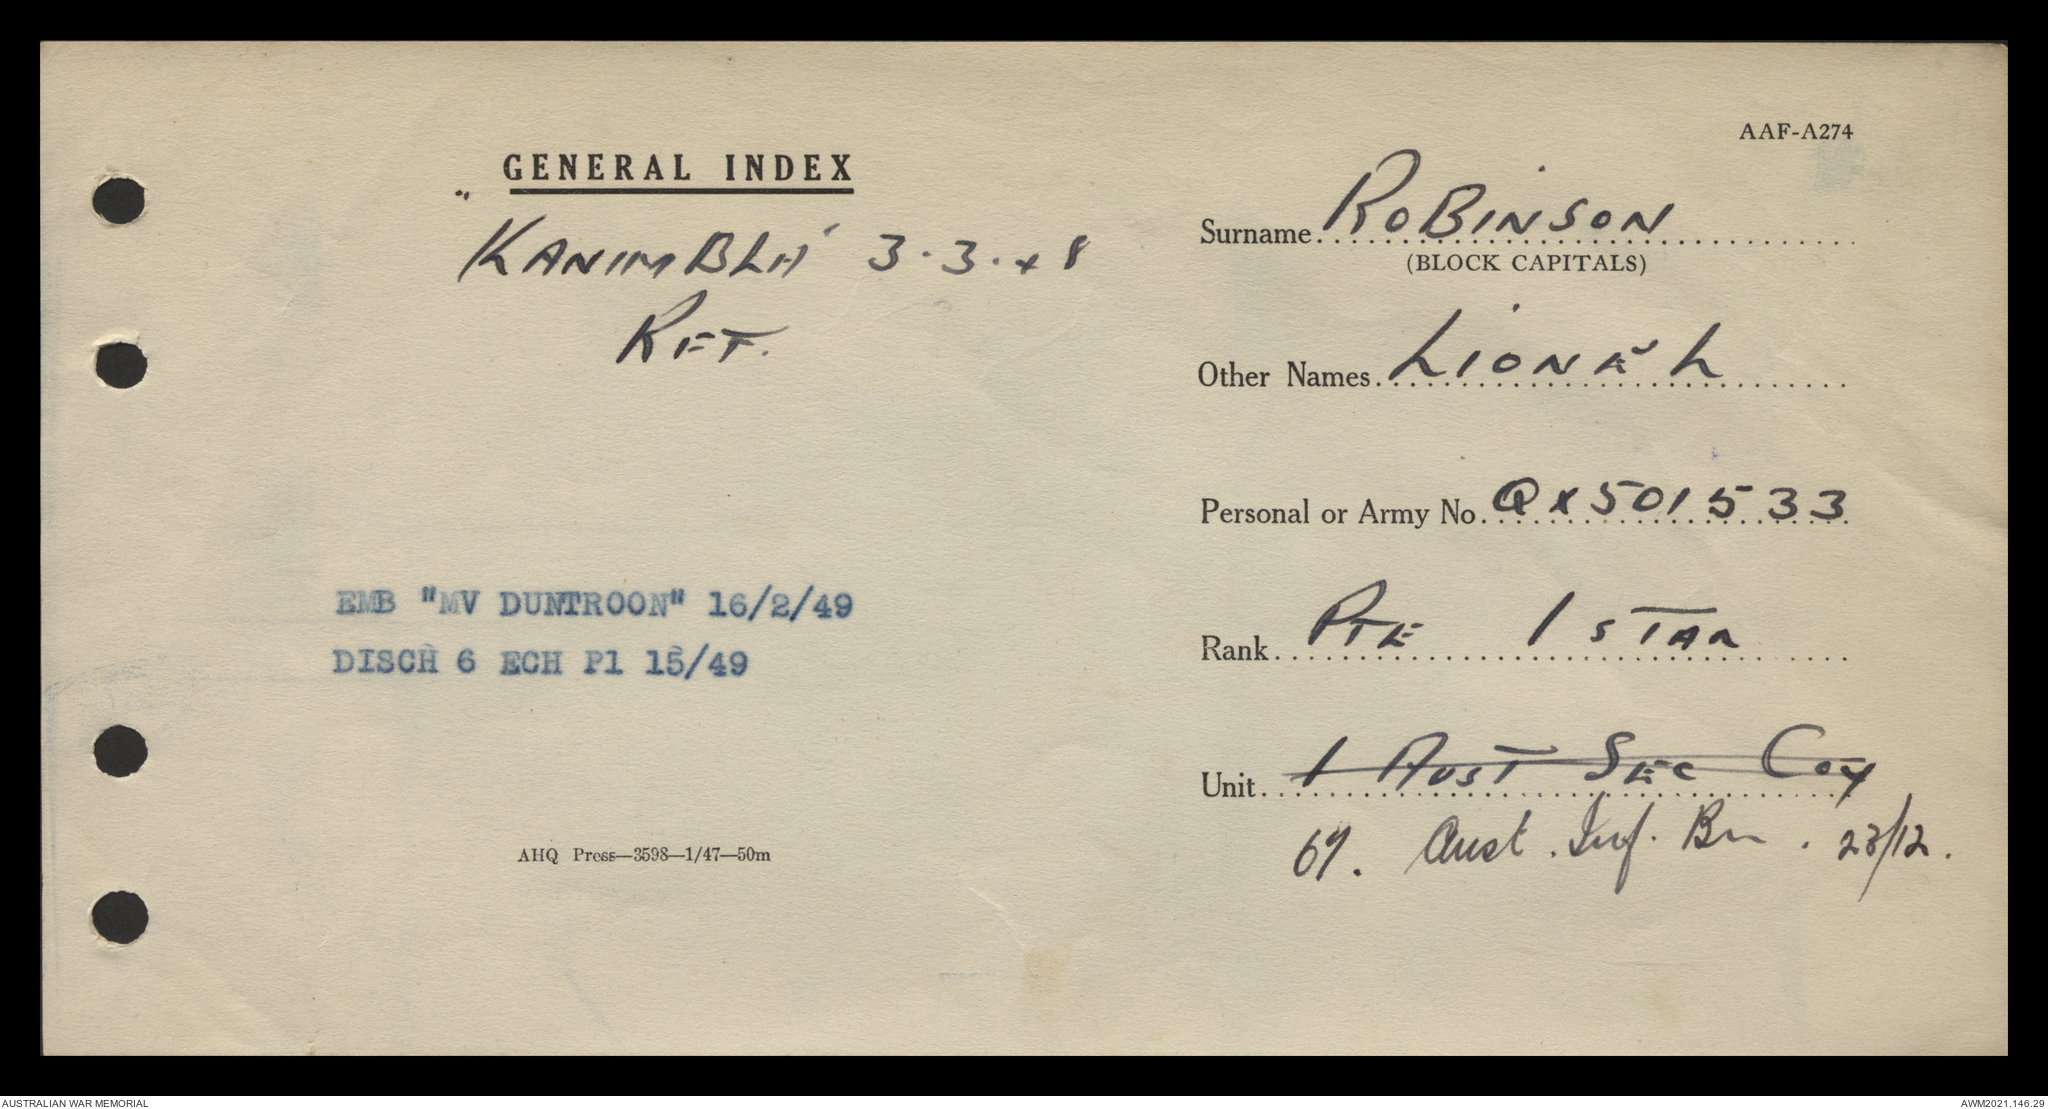 AAF-A274
GENERAL INDEX
"KANIMBLA" 3.3.48
RFT.
EMB "MV DUNTROON" 16/2/49
DISCH 6 ECH P1 15/49
AHQ Press—3598—1/47—50m
Surname ROBINSON
(BLOCK CAPITALS)
Other Names LIONEL
Personal or Army No. QX501533
Rank PTE 1 STAR
Unit 1 AUST SEC COY
67. Aust. Inf. Bn. 23/12.
AUSTRALIAN WAR MEMORIAL
AWM2021.146.29